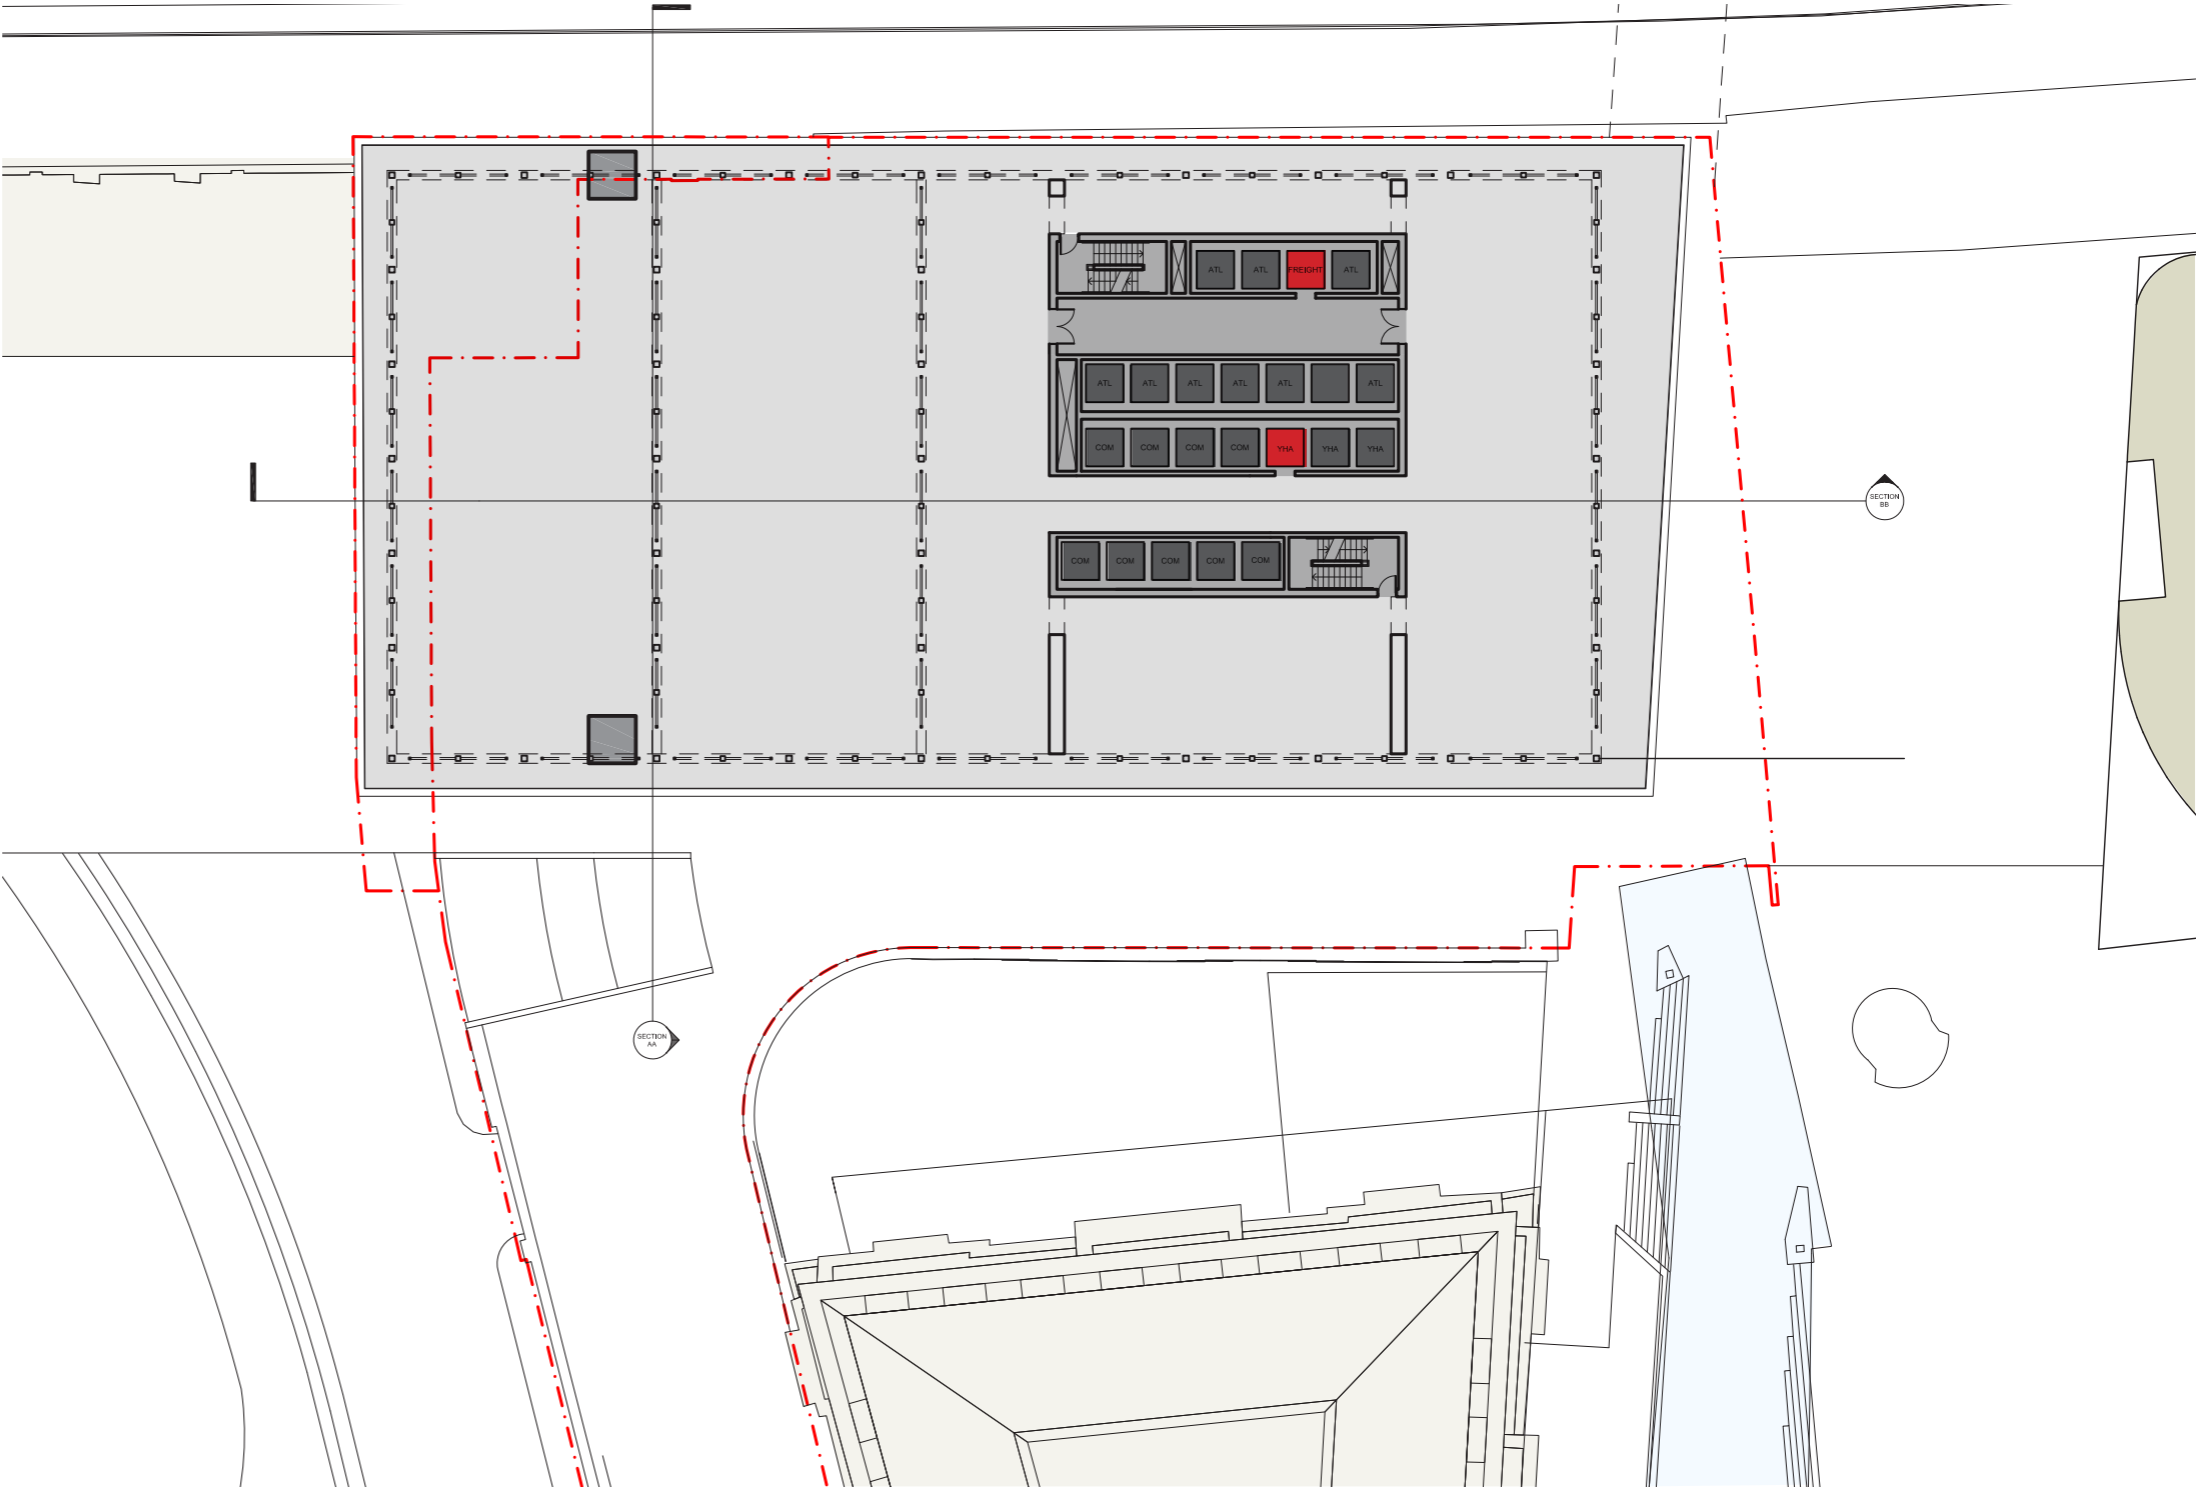 ATL ATL FREIGHT ATL
ATL ATL ATL ATL ATL ATL
COM COM COM COM YHA YHA YHA
SECTION
BB
COM COM COM COM COM
SECTION
AA